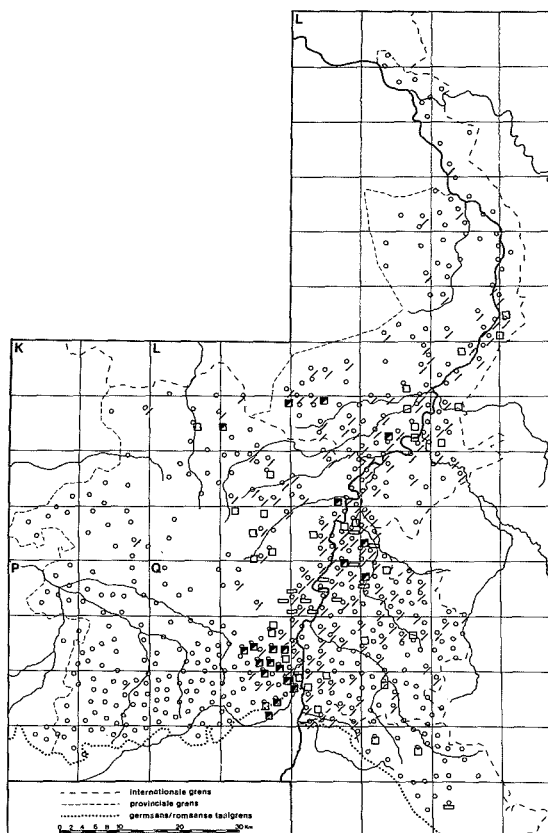 L
K L
P Q
internationale grens
provinciale grens
germaans/romaanse taalgrens
0 2 4 6 8 10 20 30 Km